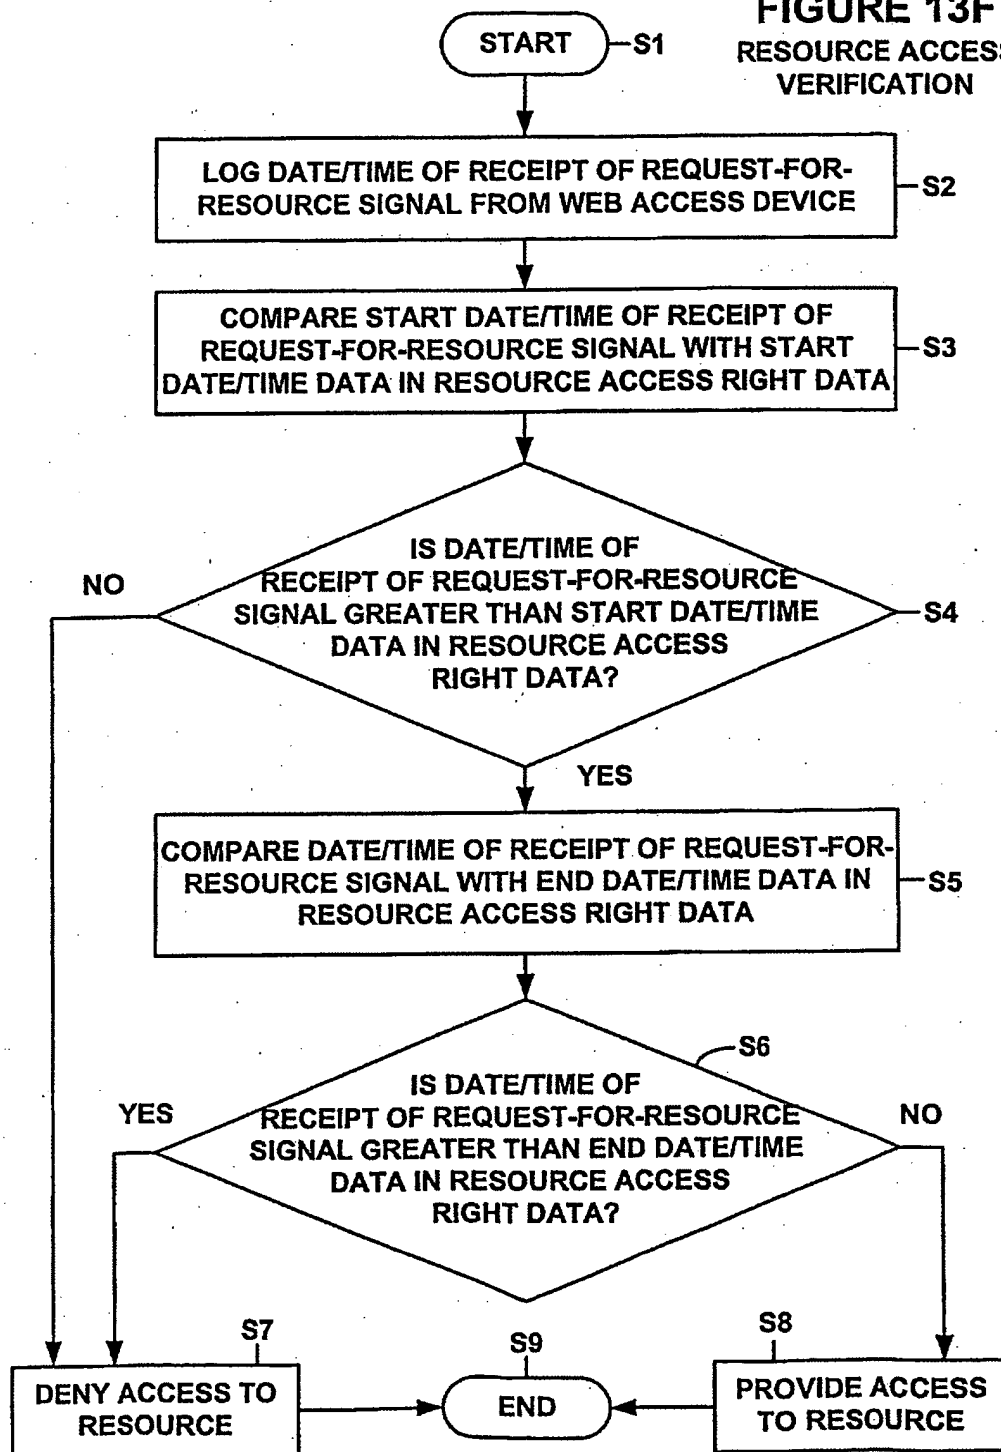 FIGURE 13F
RESOURCE ACCESS
VERIFICATION
START
S1
LOG DATE/TIME OF RECEIPT OF REQUEST-FOR-
RESOURCE SIGNAL FROM WEB ACCESS DEVICE
S2
COMPARE START DATE/TIME OF RECEIPT OF
REQUEST-FOR-RESOURCE SIGNAL WITH START
DATE/TIME DATA IN RESOURCE ACCESS RIGHT DATA
S3
IS DATE/TIME OF
RECEIPT OF REQUEST-FOR-RESOURCE
SIGNAL GREATER THAN START DATE/TIME
DATA IN RESOURCE ACCESS
RIGHT DATA?
NO
S4
YES
COMPARE DATE/TIME OF RECEIPT OF REQUEST-FOR-
RESOURCE SIGNAL WITH END DATE/TIME DATA IN
RESOURCE ACCESS RIGHT DATA
S5
S6
IS DATE/TIME OF
RECEIPT OF REQUEST-FOR-RESOURCE
SIGNAL GREATER THAN END DATE/TIME
DATA IN RESOURCE ACCESS
RIGHT DATA?
YES
NO
S7
DENY ACCESS TO
RESOURCE
S9
END
S8
PROVIDE ACCESS
TO RESOURCE